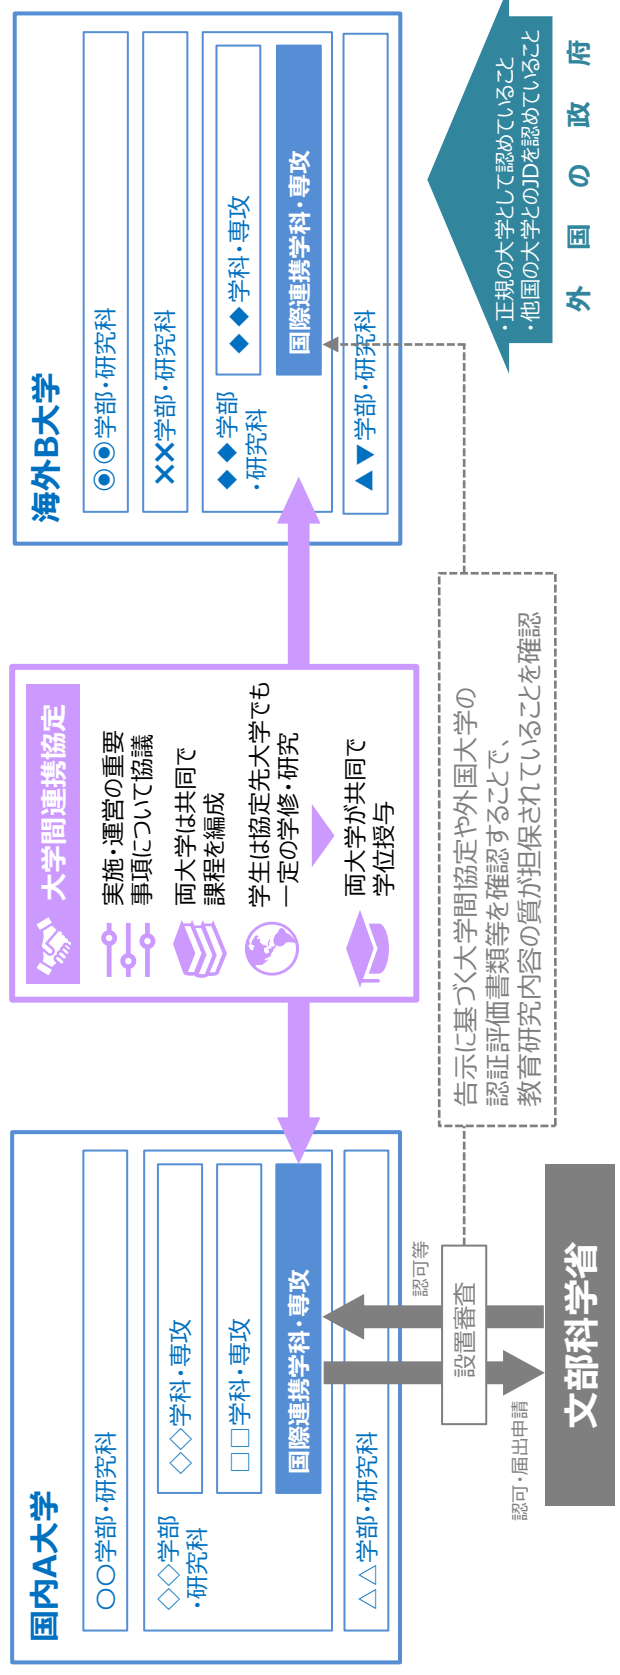 国内A大学
○○学部・研究科
◇◇学部
・研究科
◇◇学科・専攻
□□学科・専攻
国際連携学科・専攻
△△学部・研究科
大学間連携協定
実施・運営の重要
事項について協議
両大学は共同で
課程を編成
学生は協定先大学でも
一定の学修・研究
両大学が共同で
学位授与
海外B大学
◉◉学部・研究科
××学部・研究科
◆◆学部
・研究科
◆◆学科・専攻
国際連携学科・専攻
▲▼学部・研究科
認可・届出申請
設置審査
認可等
文部科学省
告示に基づく大学間協定や外国大学の
認証評価書類等を確認することで、
教育研究内容の質が担保されていることを確認
・正規の大学として認めていること
・他国の大学とのJDを認めていること
外国の政府